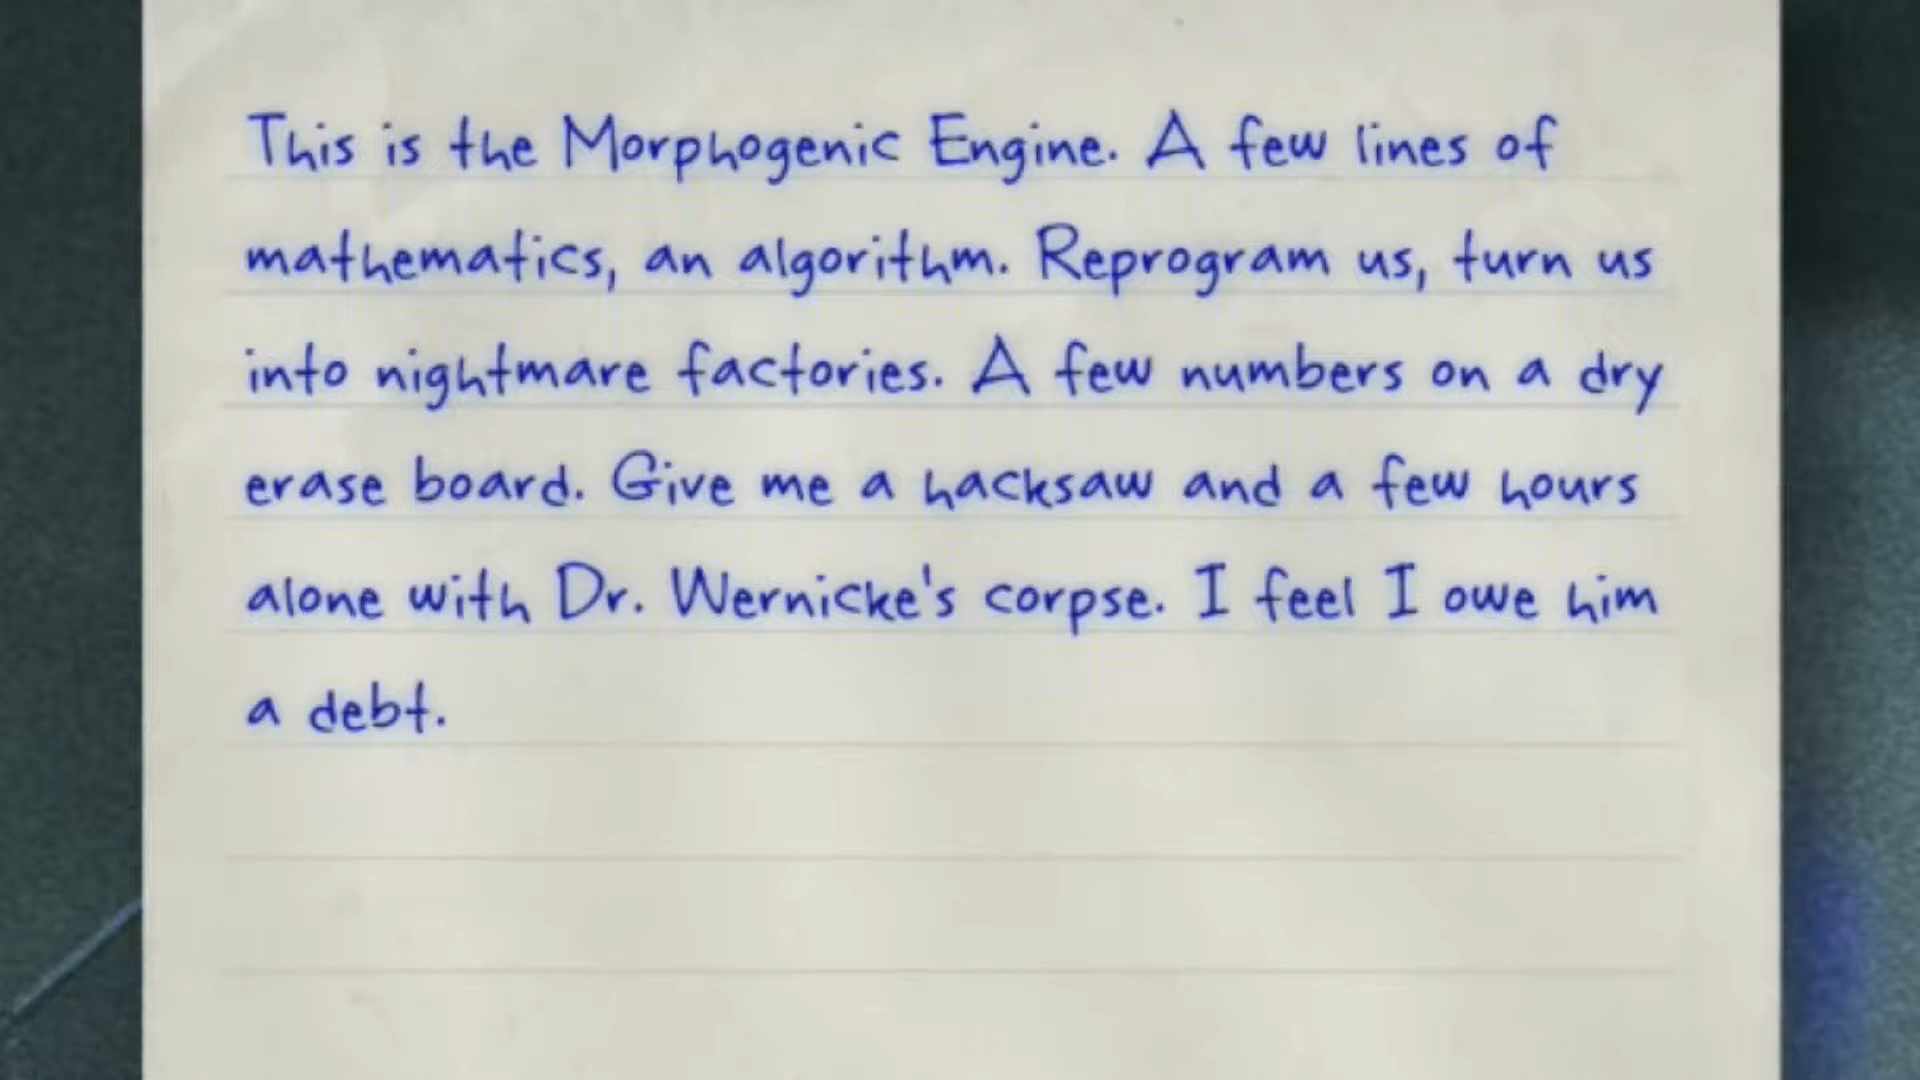 This is the Morphogenic Engine. A few lines of
mathematics, an algorithm. Reprogram us, turn us
into nightmare factories. A few numbers on a dry
erase board. Give me a hacksaw and a few hours
alone with Dr. Wernicke's corpse. I feel I owe him
a debt.